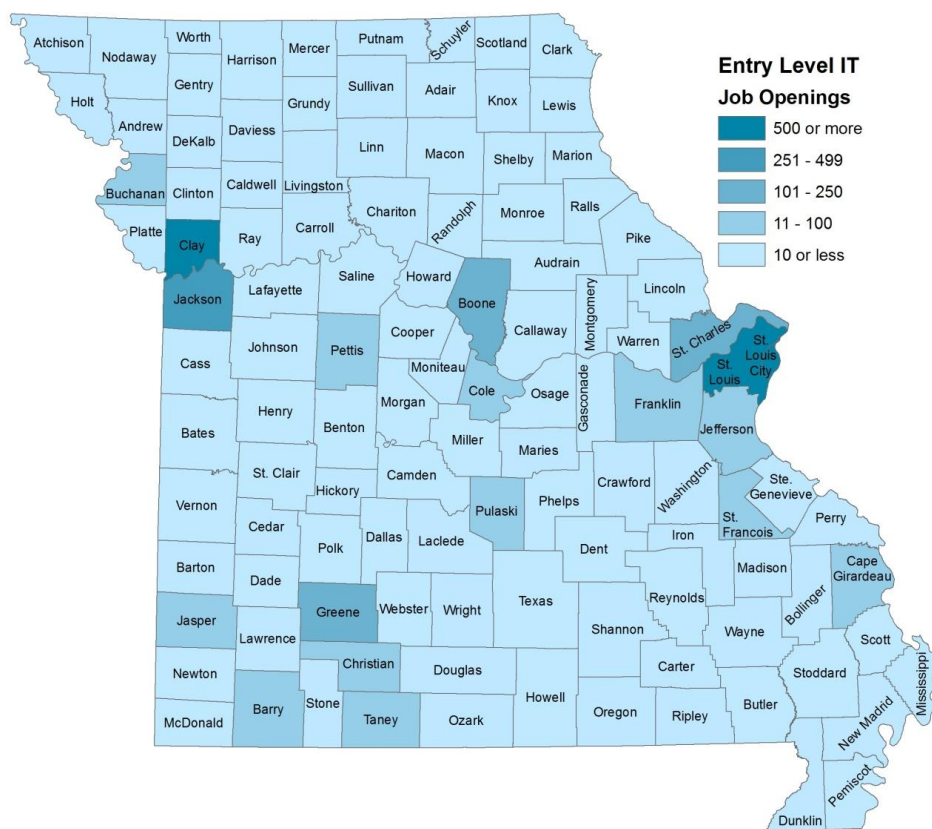 Entry Level IT
Job Openings
500 or more
251 - 499
101 - 250
11 - 100
10 or less
Atchison
Nodaway
Worth
Harrison
Mercer
Putnam
Schuyler
Scotland
Clark
Holt
Gentry
Grundy
Sullivan
Adair
Knox
Lewis
Andrew
DeKalb
Daviess
Linn
Macon
Shelby
Marion
Buchanan
Clinton
Caldwell
Livingston
Chariton
Randolph
Monroe
Ralls
Platte
Clay
Ray
Carroll
Pike
Saline
Howard
Audrain
Jackson
Lafayette
Boone
Callaway
Montgomery
Lincoln
Cass
Johnson
Pettis
Cooper
Moniteau
Warren
St. Charles
St.
Louis
City
St.
Louis
Cole
Osage
Gasconade
Franklin
Jefferson
Bates
Henry
Benton
Morgan
Miller
Maries
Vernon
St. Clair
Hickory
Camden
Pulaski
Phelps
Crawford
Washington
Ste.
Genevieve
St.
Francois
Perry
Cedar
Polk
Dallas
Laclede
Dent
Iron
Madison
Bollinger
Cape
Girardeau
Barton
Dade
Greene
Webster
Wright
Texas
Reynolds
Jasper
Lawrence
Christian
Douglas
Shannon
Wayne
Scott
Mississippi
Newton
Stone
Howell
Carter
Stoddard
McDonald
Barry
Taney
Ozark
Oregon
Ripley
Butler
New Madrid
Pemiscot
Dunklin